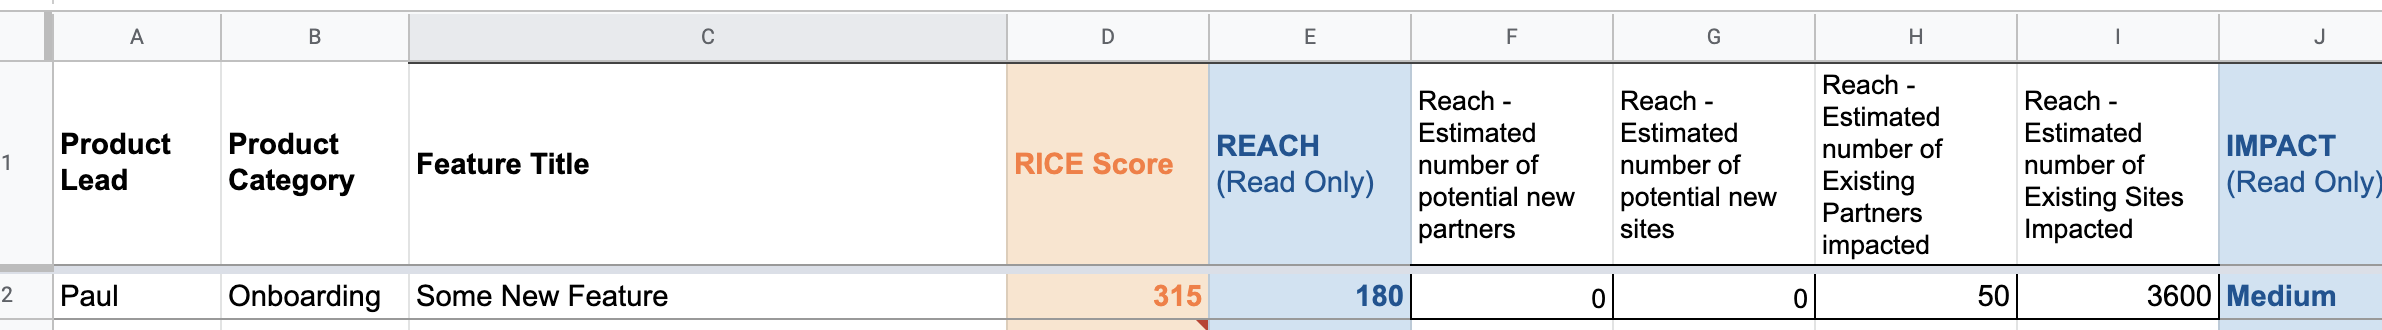 A B C D E F G H I J
1
Product
Lead
Product
Category
Feature Title
RICE Score
REACH
(Read Only)
Reach -
Estimated
number of
potential new
partners
Reach -
Estimated
number of
potential new
sites
Reach -
Estimated
number of
Existing
Partners
impacted
Reach -
Estimated
number of
Existing Sites
Impacted
IMPACT
(Read Only)
2 Paul Onboarding Some New Feature 315 180 0 0 50 3600 Medium